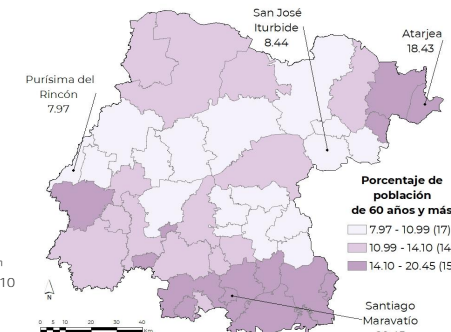 San José
Iturbide
8.44
Atarjea
18.43
Purísima del
Rincón
7.97
Porcentaje de
población
de 60 años y más
7.97 - 10.99 (17)
10.99 - 14.10 (14
14.10 - 20.45 (15
10
N
0 5 10 20 30 40
Km
Santiago
Maravatío